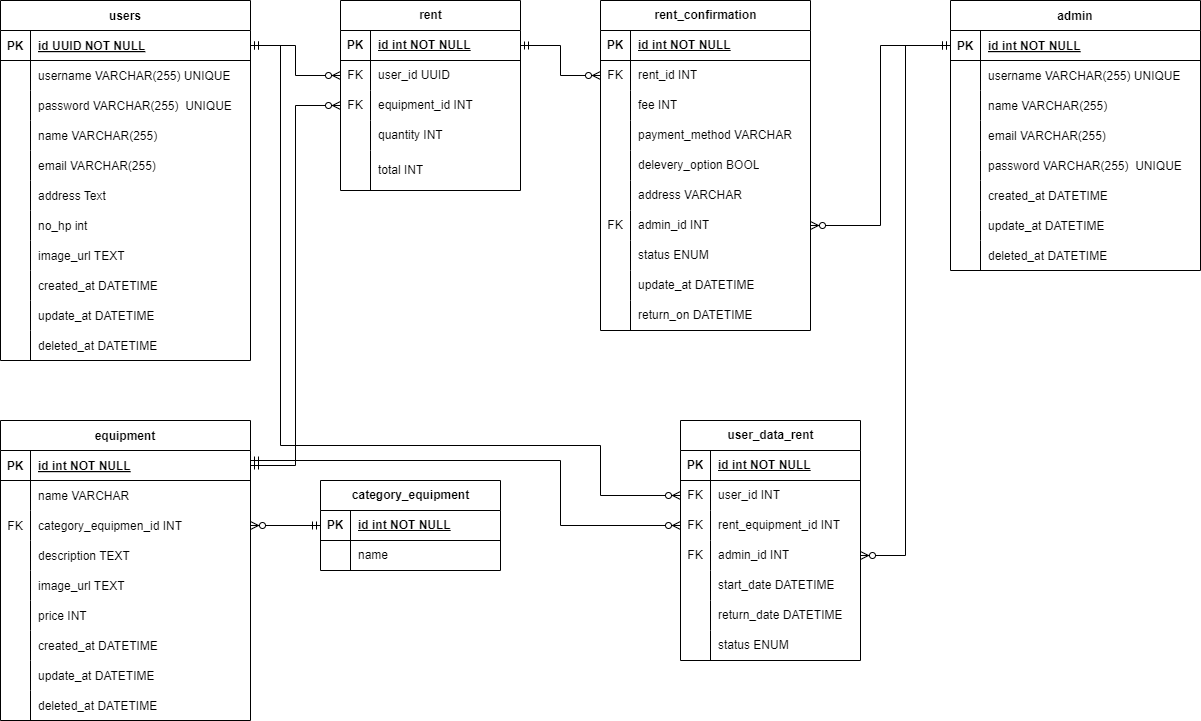 users
PK id UUID NOT NULL
username VARCHAR(255) UNIQUE
password VARCHAR(255)  UNIQUE
name VARCHAR(255)
email VARCHAR(255)
address Text
no_hp int
image_url TEXT
created_at DATETIME
update_at DATETIME
deleted_at DATETIME
rent
PK id int NOT NULL
FK user_id UUID
FK equipment_id INT
quantity INT
total INT
rent_confirmation
PK id int NOT NULL
FK rent_id INT
fee INT
payment_method VARCHAR
delevery_option BOOL
address VARCHAR
FK admin_id INT
status ENUM
update_at DATETIME
return_on DATETIME
admin
PK id int NOT NULL
username VARCHAR(255) UNIQUE
name VARCHAR(255)
email VARCHAR(255)
password VARCHAR(255)  UNIQUE
created_at DATETIME
update_at DATETIME
deleted_at DATETIME
equipment
PK id int NOT NULL
name VARCHAR
FK category_equipmen_id INT
description TEXT
image_url TEXT
price INT
created_at DATETIME
update_at DATETIME
deleted_at DATETIME
category_equipment
PK id int NOT NULL
name
user_data_rent
PK id int NOT NULL
FK user_id INT
FK rent_equipment_id INT
FK admin_id INT
start_date DATETIME
return_date DATETIME
status ENUM